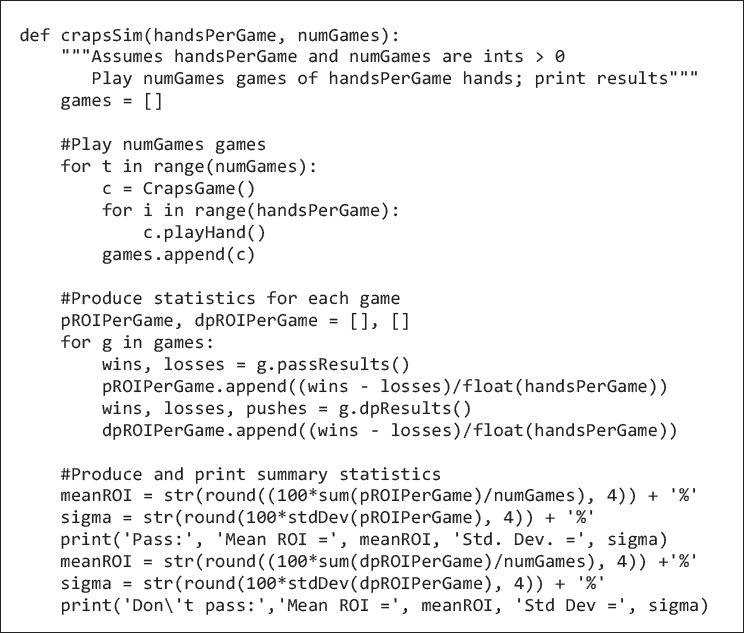 def crapsSim(handsPerGame, numGames):
    """Assumes handsPerGame and numGames are ints > 0
       Play numGames games of handsPerGame hands; print results"""
    games = []

    #Play numGames games
    for t in range(numGames):
        c = CrapsGame()
        for i in range(handsPerGame):
            c.playHand()
        games.append(c)

    #Produce statistics for each game
    pROIPerGame, dpROIPerGame = [], []
    for g in games:
        wins, losses = g.passResults()
        pROIPerGame.append((wins - losses)/float(handsPerGame))
        wins, losses, pushes = g.dpResults()
        dpROIPerGame.append((wins - losses)/float(handsPerGame))

    #Produce and print summary statistics
    meanROI = str(round((100*sum(pROIPerGame)/numGames), 4)) + '%'
    sigma = str(round(100*stdDev(pROIPerGame), 4)) + '%'
    print('Pass:', 'Mean ROI =', meanROI, 'Std. Dev. =', sigma)
    meanROI = str(round((100*sum(dpROIPerGame)/numGames), 4)) +'%'
    sigma = str(round(100*stdDev(dpROIPerGame), 4)) + '%'
    print('Don\'t pass:','Mean ROI =', meanROI, 'Std Dev =', sigma)